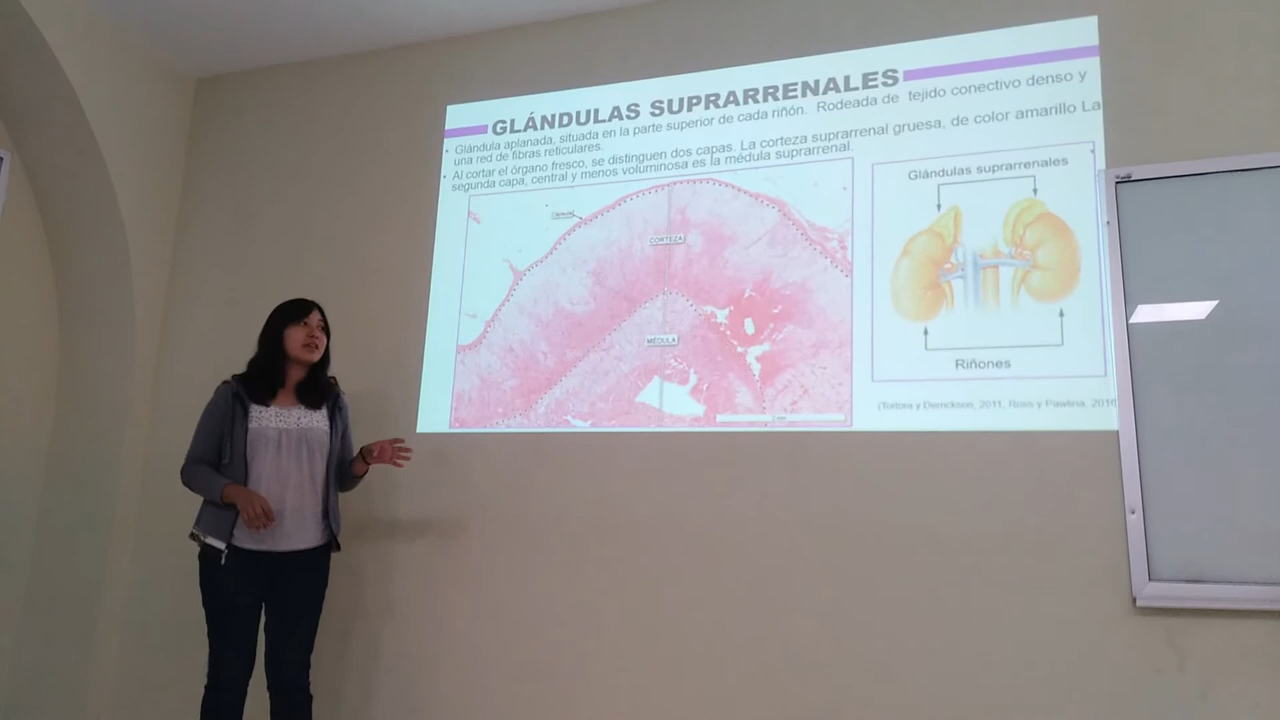 GLÁNDULAS SUPRARRENALES
• Glándula aplanada, situada en la parte superior de cada riñón. Rodeada de tejido conectivo denso y
una red de fibras reticulares.
• Al cortar el órgano fresco, se distinguen dos capas. La corteza suprarrenal gruesa, de color amarillo La
segunda capa, central y menos voluminosa es la médula suprarrenal.
CORTEZA
MÉDULA
Glándulas suprarrenales
Riñones
(Tortora y Derrickson, 2011, Ross y Pawlina, 2016